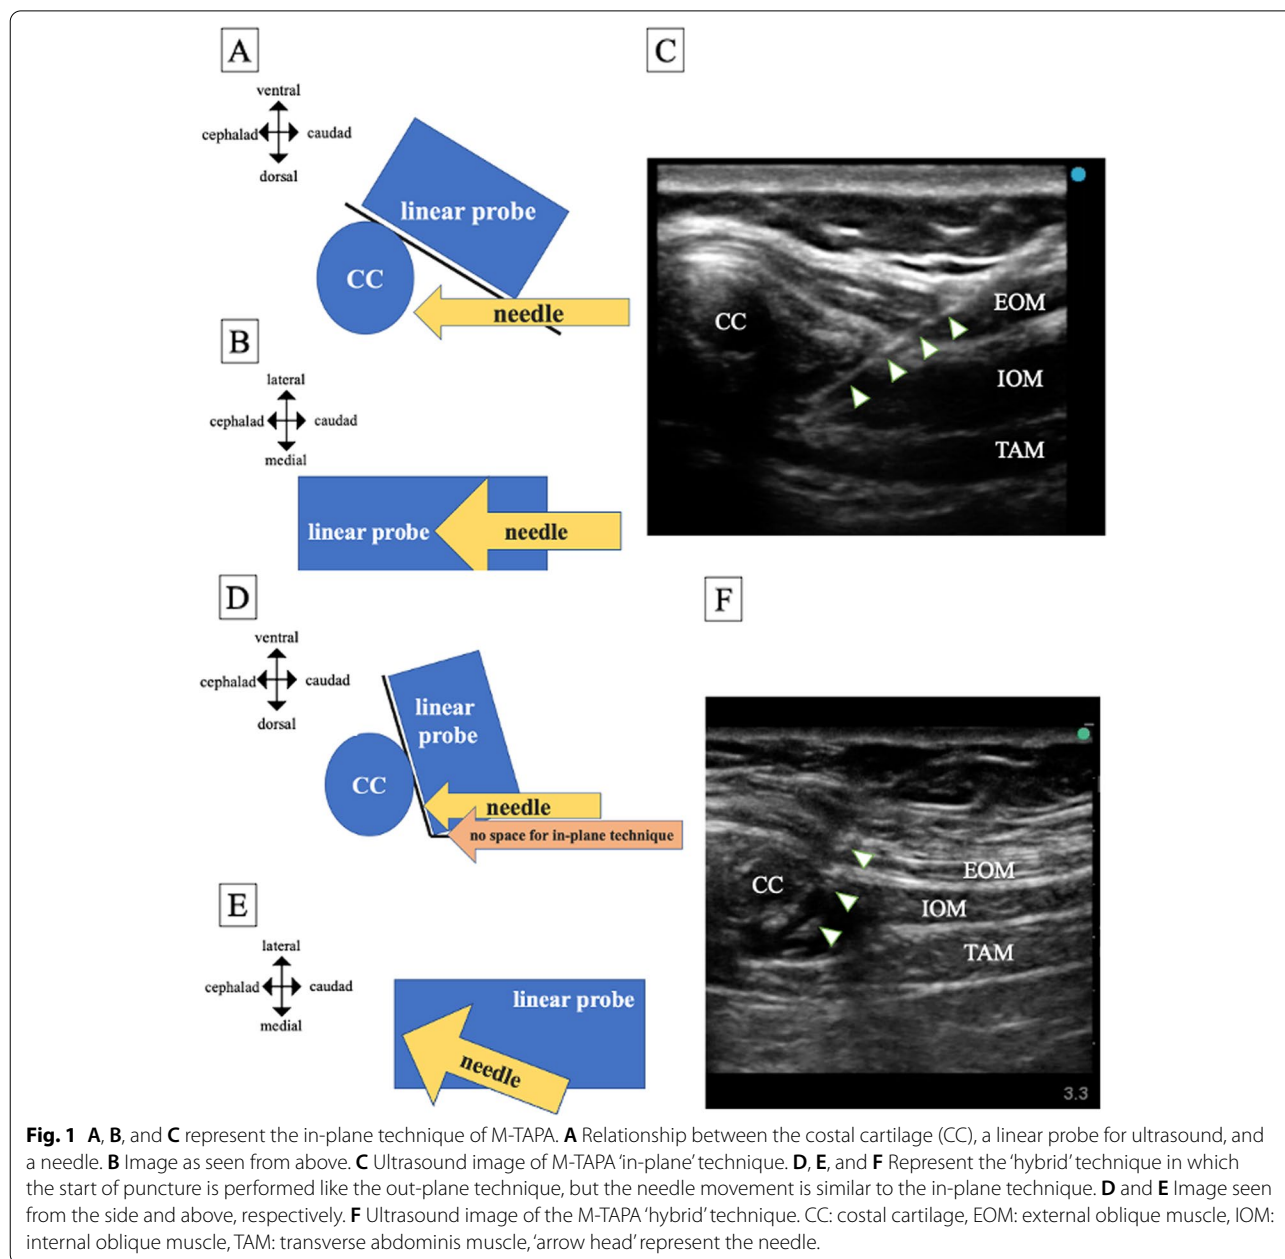 A
ventral
cephalad
caudad
dorsal
linear probe
CC
needle
B
lateral
cephalad
caudad
medial
linear probe
needle
C
CC
EOM
IOM
TAM
D
ventral
cephalad
caudad
dorsal
linear
probe
CC
needle
no space for in-plane technique
E
lateral
cephalad
caudad
medial
linear probe
needle
F
CC
EOM
IOM
TAM
3.3
Fig. 1 A, B, and C represent the in-plane technique of M-TAPA. A Relationship between the costal cartilage (CC), a linear probe for ultrasound, and
a needle. B Image as seen from above. C Ultrasound image of M-TAPA ‘in-plane’ technique. D, E, and F Represent the ‘hybrid’ technique in which
the start of puncture is performed like the out-plane technique, but the needle movement is similar to the in-plane technique. D and E Image seen
from the side and above, respectively. F Ultrasound image of the M-TAPA ‘hybrid’ technique. CC: costal cartilage, EOM: external oblique muscle, IOM:
internal oblique muscle, TAM: transverse abdominis muscle, ‘arrow head’ represent the needle.